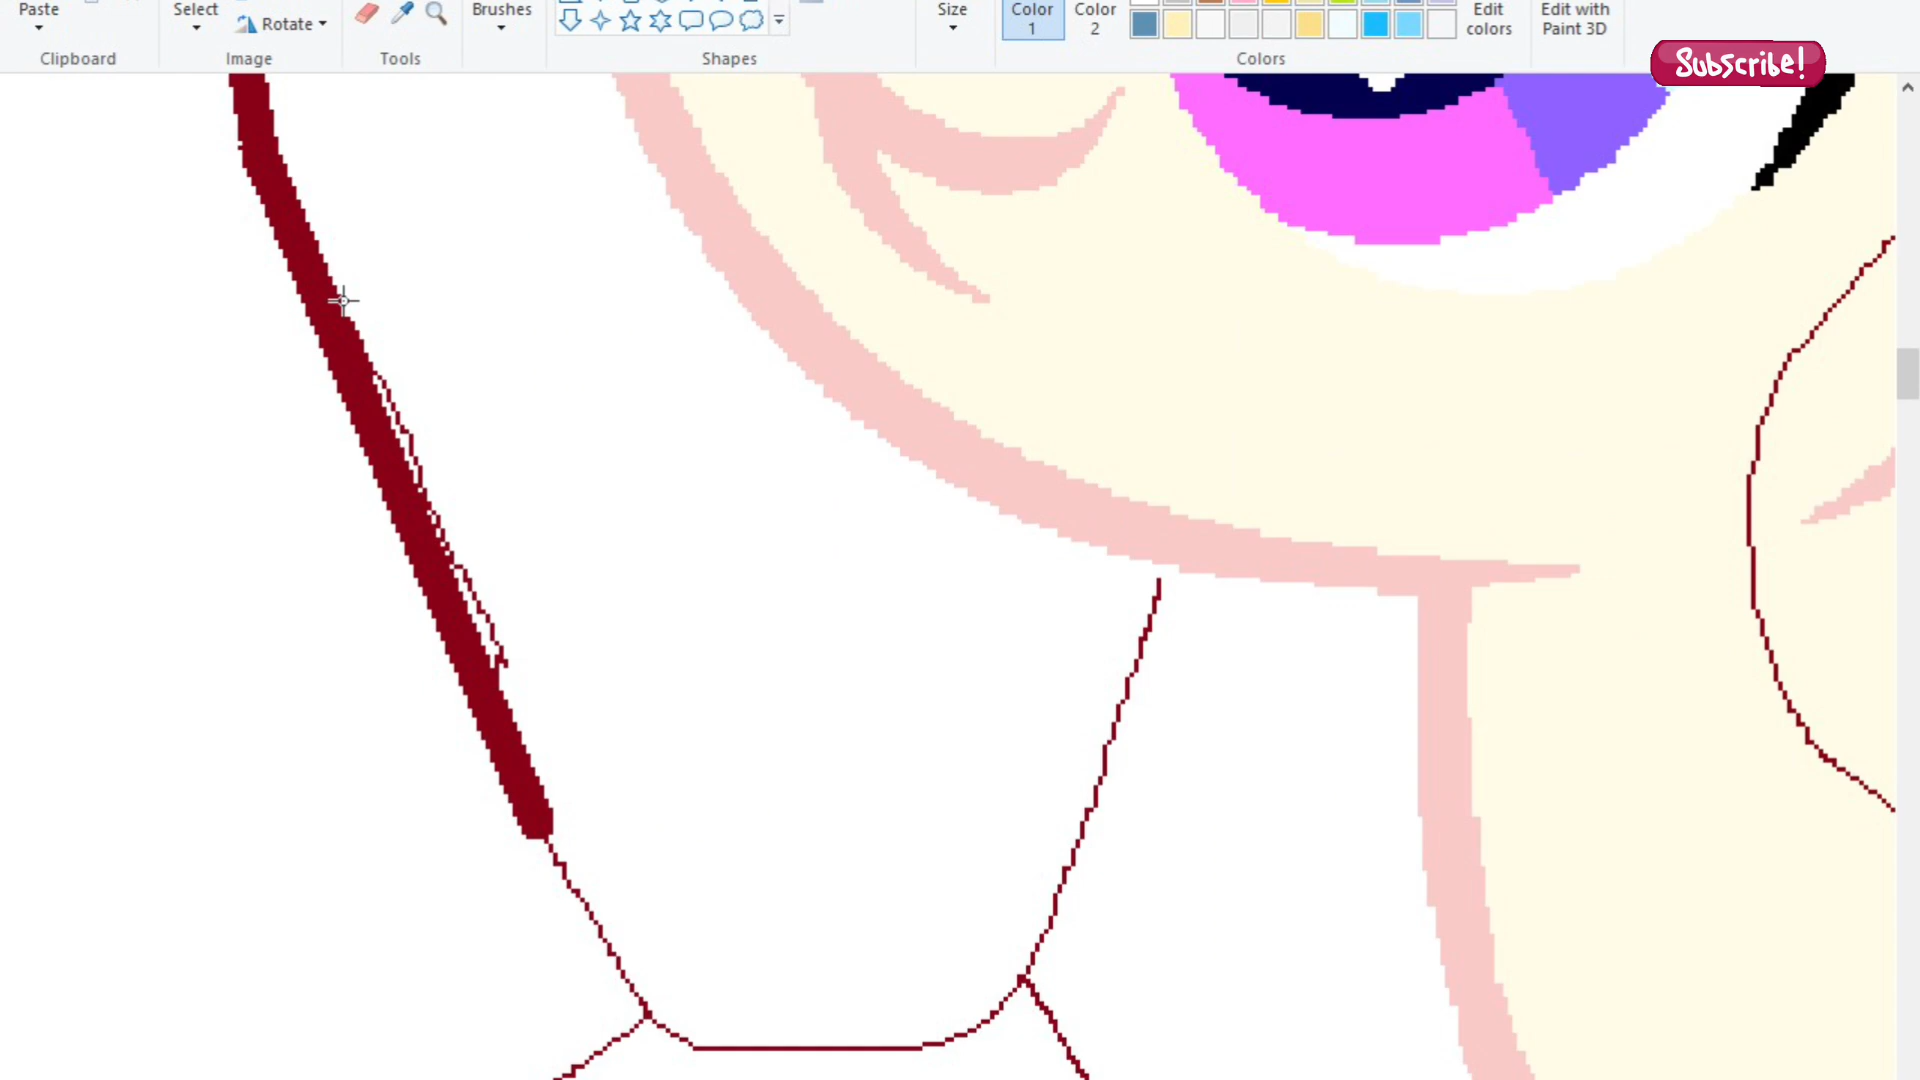 Paste
Select
Rotate
Brushes
Size
Color
1
Color
2
Edit
colors
Edit with
Paint 3D
Clipboard
Image
Tools
Shapes
Colors
Subscribe!